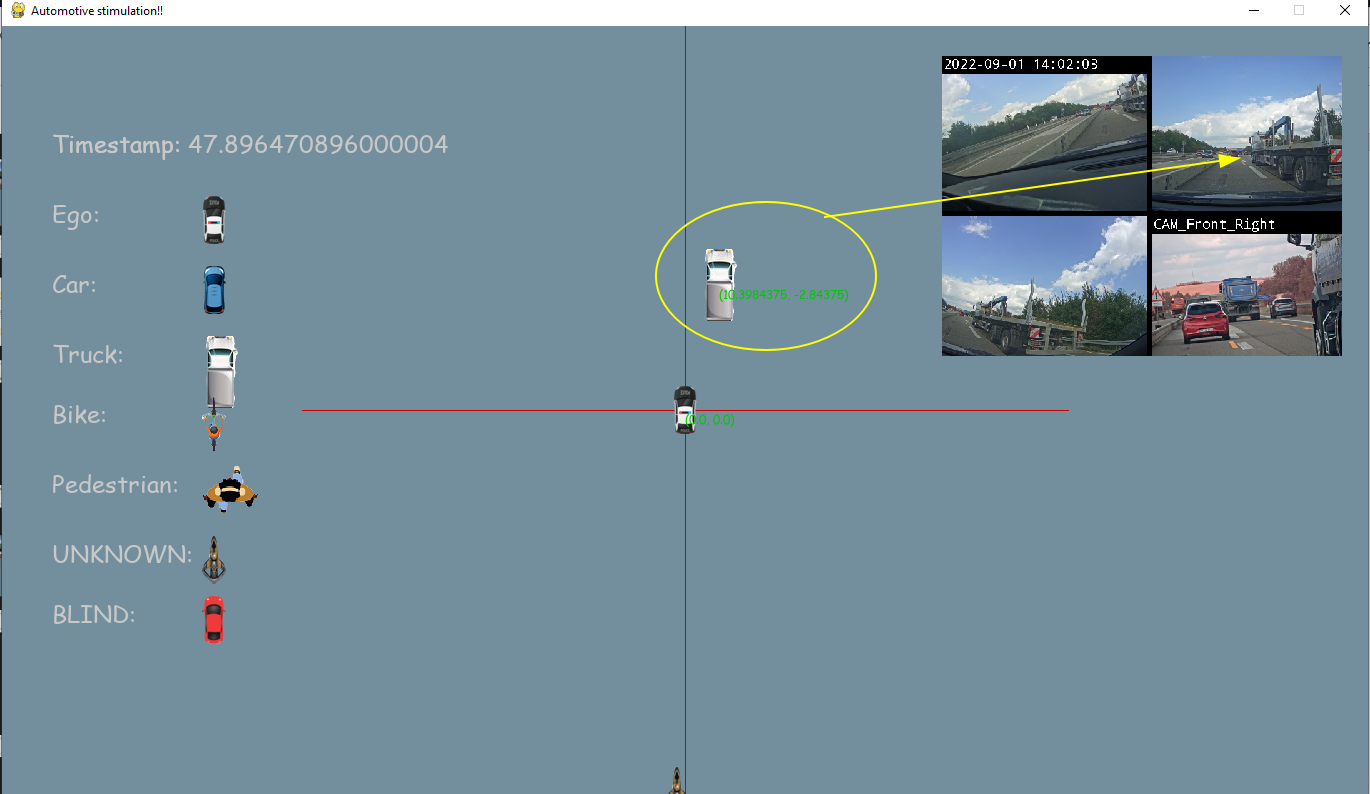 Automotive stimulation!!
2022-09-01 14:02:03
Timestamp: 47.896470896000004
Ego:
CAM_Front_Right
Car:
(10.3984375, -2.84375)
Truck:
Bike:
(0.0, 0.0)
Pedestrian:
UNKNOWN:
BLIND: